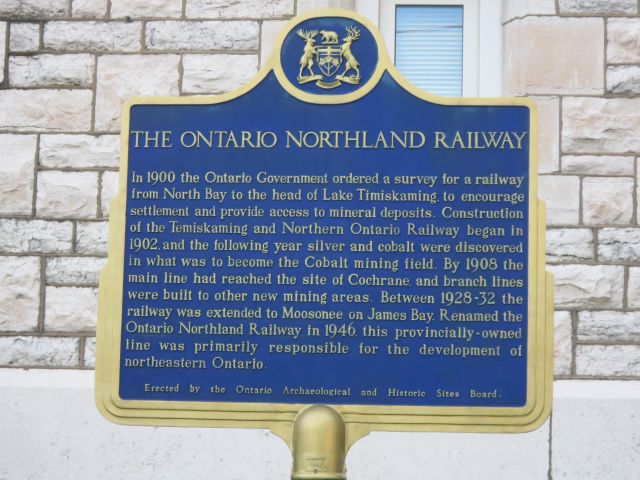 THE ONTARIO NORTHLAND RAILWAY
In 1900 the Ontario Government ordered a survey for a railway
from North Bay to the head of Lake Timiskaming, to encourage
settlement and provide access to mineral deposits. Construction
of the Temiskaming and Northern Ontario Railway began in
1902, and the following year silver and cobalt were discovered
in what was to become the Cobalt mining field. By 1908 the
main line had reached the site of Cochrane, and branch lines
were built to other new mining areas. Between 1928-32 the
railway was extended to Moosonee on James Bay. Renamed the
Ontario Northland Railway in 1946, this provincially-owned
line was primarily responsible for the development of
northeastern Ontario.
Erected by the Ontario Archaeological and Historic Sites Board.